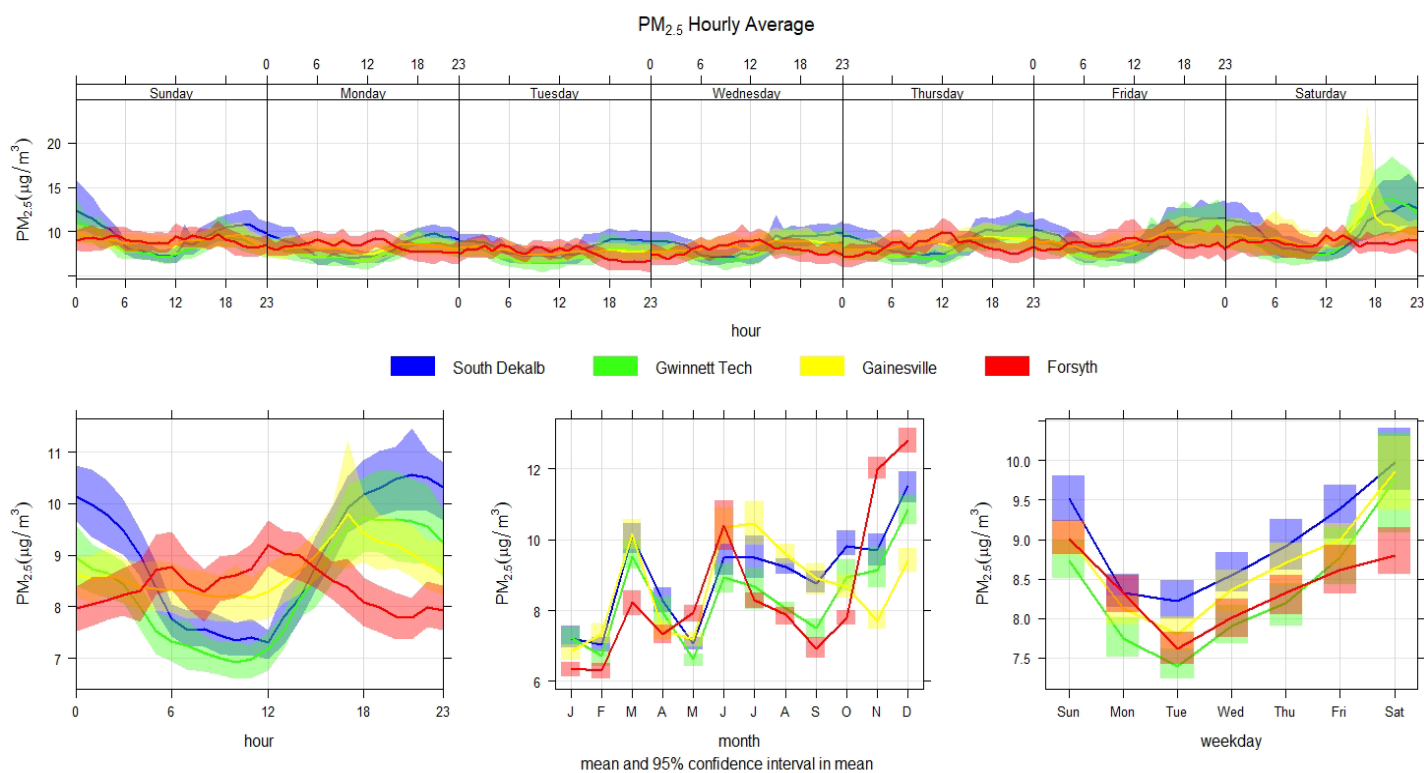 PM2.5 Hourly Average
0 6 12 18 23 0 6 12 18 23 0 6 12 18 23
Sunday Monday Tuesday Wednesday Thursday Friday Saturday
PM2.5(μg/m³)
20
15
10
5
0 6 12 18 23 0 6 12 18 23 0 6 12 18 23 0 6 12 18 23
hour
South Dekalb Gwinnett Tech Gainesville Forsyth
PM2.5(μg/m³)
11
10
9
8
7
0 6 12 18 23
hour
PM2.5(μg/m³)
12
10
8
6
J F M A M J J A S O N D
month
PM2.5(μg/m³)
10.0
9.5
9.0
8.5
8.0
7.5
Sun Mon Tue Wed Thu Fri Sat
weekday
mean and 95% confidence interval in mean